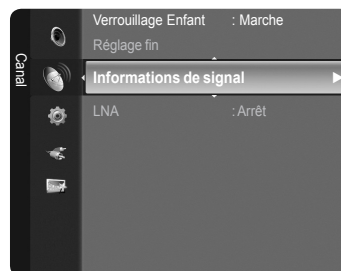 Canal
Verrouillage Enfant : Marche
Réglage fin
Informations de signal
LNA : Arrêt